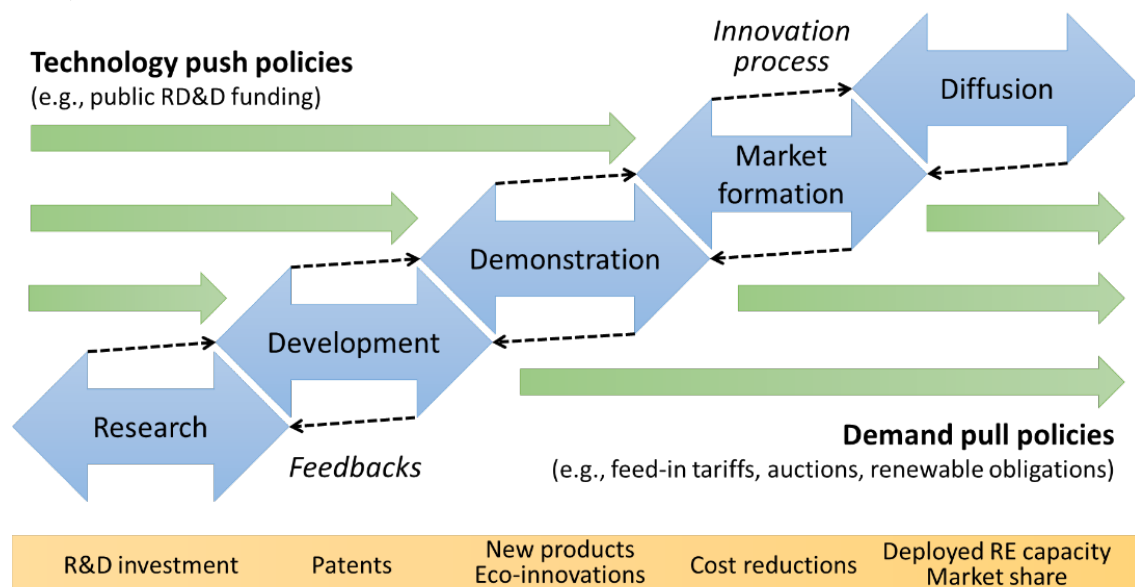 Technology push policies
(e.g., public RD&D funding)
Innovation
process
Diffusion
Market
formation
Demonstration
Development
Research
Feedbacks
Demand pull policies
(e.g., feed-in tariffs, auctions, renewable obligations)
R&D investment
Patents
New products
Eco-innovations
Cost reductions
Deployed RE capacity
Market share